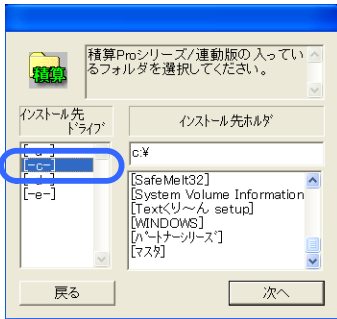 積算
積算Proシリーズ/連動版の入ってい
るフォルダを選択してください。
インストール先
ドライブ
[-c-]
[-e-]
インストール先ホルダ
c:¥
[SafeMelt32]
[System Volume Information
[Textくり～ん setup]
[WINDOWS]
[パートナーシリーズ]
[マスタ]
戻る
次へ